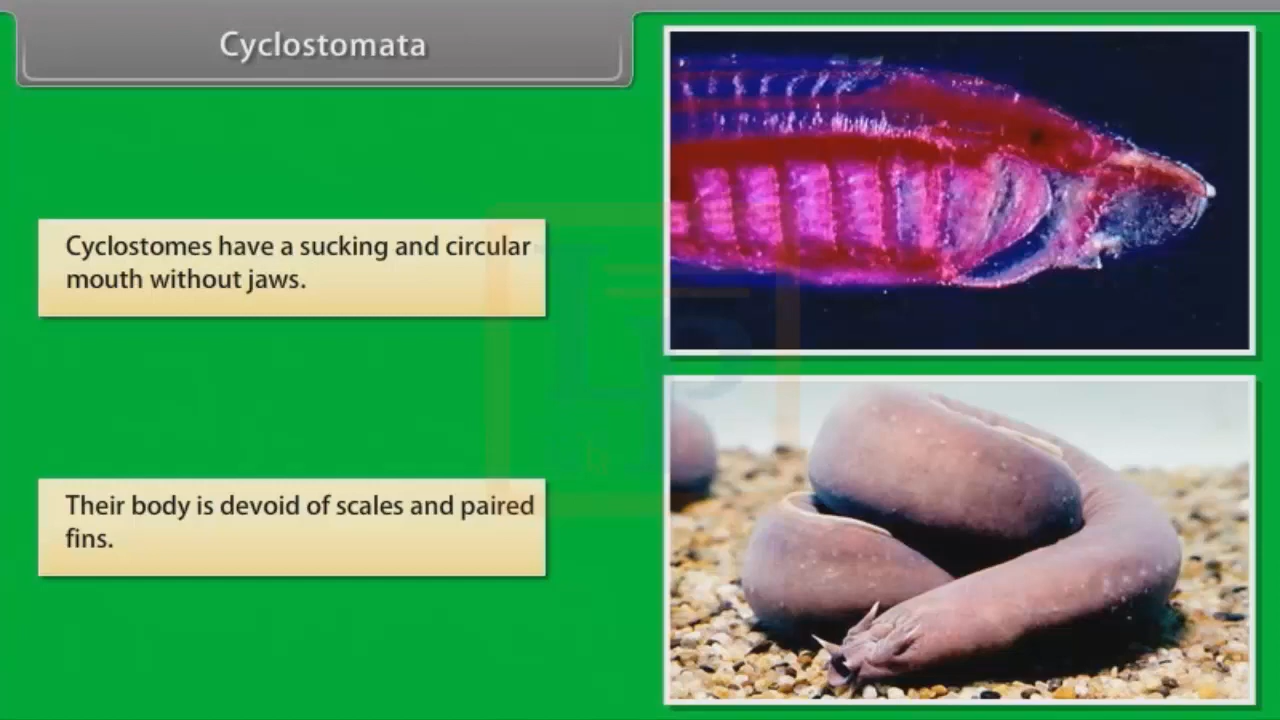 Cyclostomata
Cyclostomes have a sucking and circular
mouth without jaws.
Their body is devoid of scales and paired
fins.